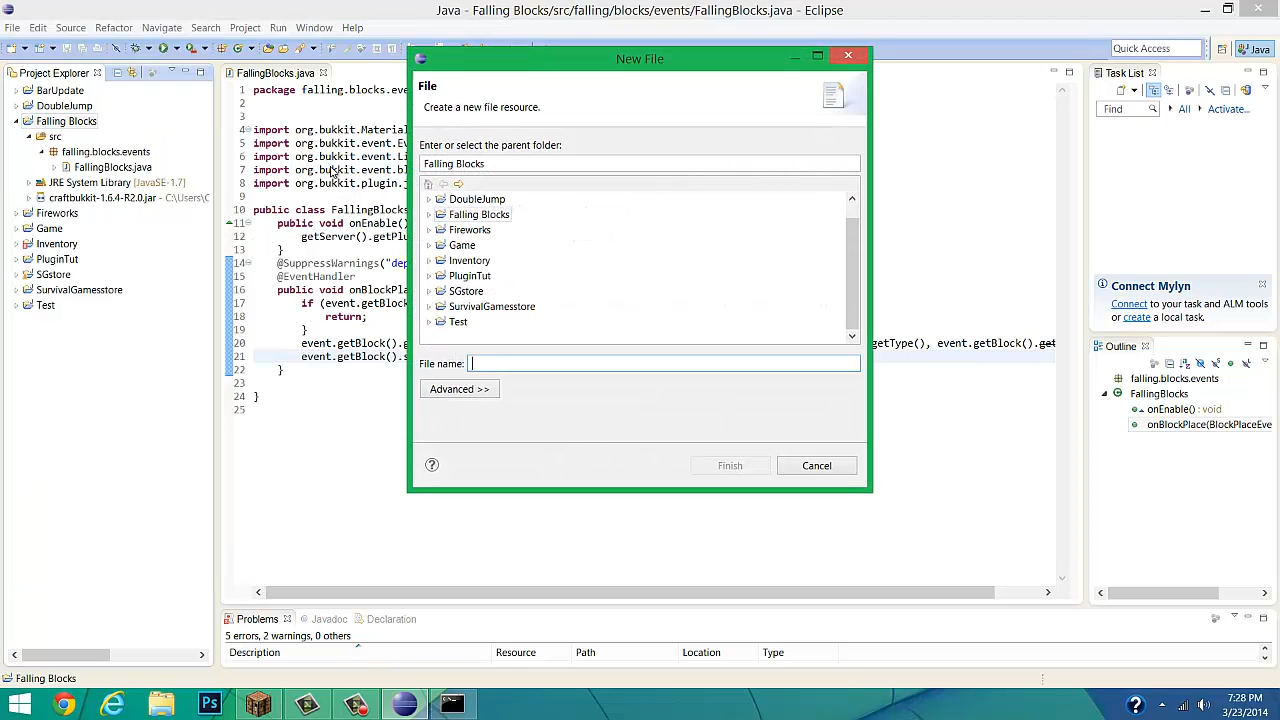 Java - Falling Blocks/src/falling/blocks/events/FallingBlocks.java - Eclipse
File Edit Source Refactor Navigate Search Project Run Window Help
Quick Access
Java
Project Explorer
BarUpdate
DoubleJump
Falling Blocks
src
falling.blocks.events
FallingBlocks.java
JRE System Library [JavaSE-1.7]
craftbukkit-1.6.4-R2.0.jar - C:\Users\C
Fireworks
Game
Inventory
PluginTut
SGstore
SurvivalGamesstore
Test
FallingBlocks.java
1 package falling.blocks.eve
2
3
4 import org.bukkit.Material
5 import org.bukkit.event.Ev
6 import org.bukkit.event.Li
7 import org.bukkit.event.bl
8 import org.bukkit.plugin.j
9
10 public class FallingBlocks
11 public void onEnable()
12 getServer().getPlu
13 }
14 @SuppressWarnings("dep
15 @EventHandler
16 public void onBlockPla
17 if (event.getBlock
18 return;
19 }
20 event.getBlock().g getType(), event.getBlock().get
21 event.getBlock().s
22 }
23
24 }
25
New File
File
Create a new file resource.
Enter or select the parent folder:
Falling Blocks
DoubleJump
Falling Blocks
Fireworks
Game
Inventory
PluginTut
SGstore
SurvivalGamesstore
Test
File name:
Advanced >>
?
Finish Cancel
Task List
Find
All
Activate...
Connect Mylyn
Connect to your task and ALM tools
or create a local task.
Outline
falling.blocks.events
FallingBlocks
onEnable() : void
onBlockPlace(BlockPlaceEve
Problems Javadoc Declaration
5 errors, 2 warnings, 0 others
Description Resource Path Location Type
Falling Blocks
Ps
7:28 PM
3/23/2014